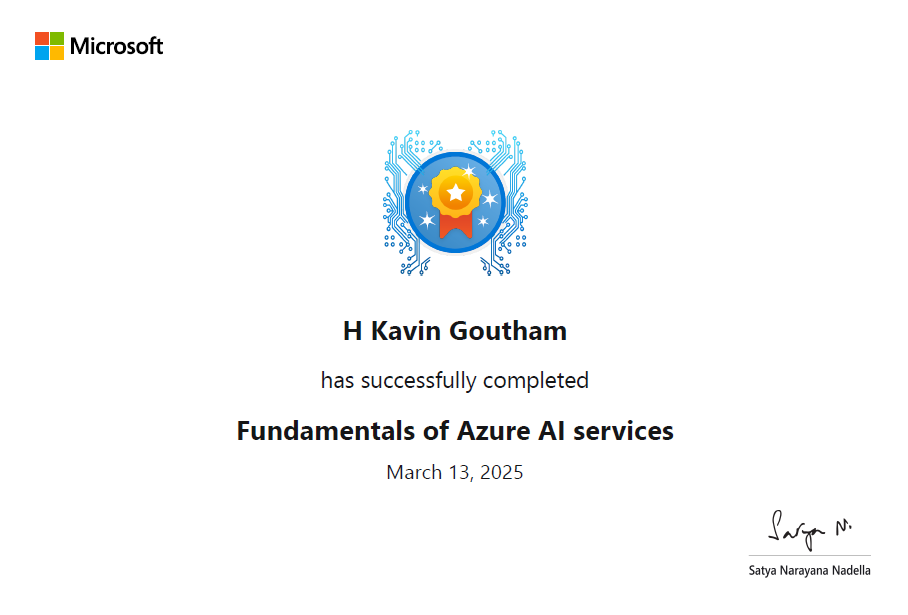 Microsoft
H Kavin Goutham
has successfully completed
Fundamentals of Azure AI services
March 13, 2025
Satya N.
Satya Narayana Nadella